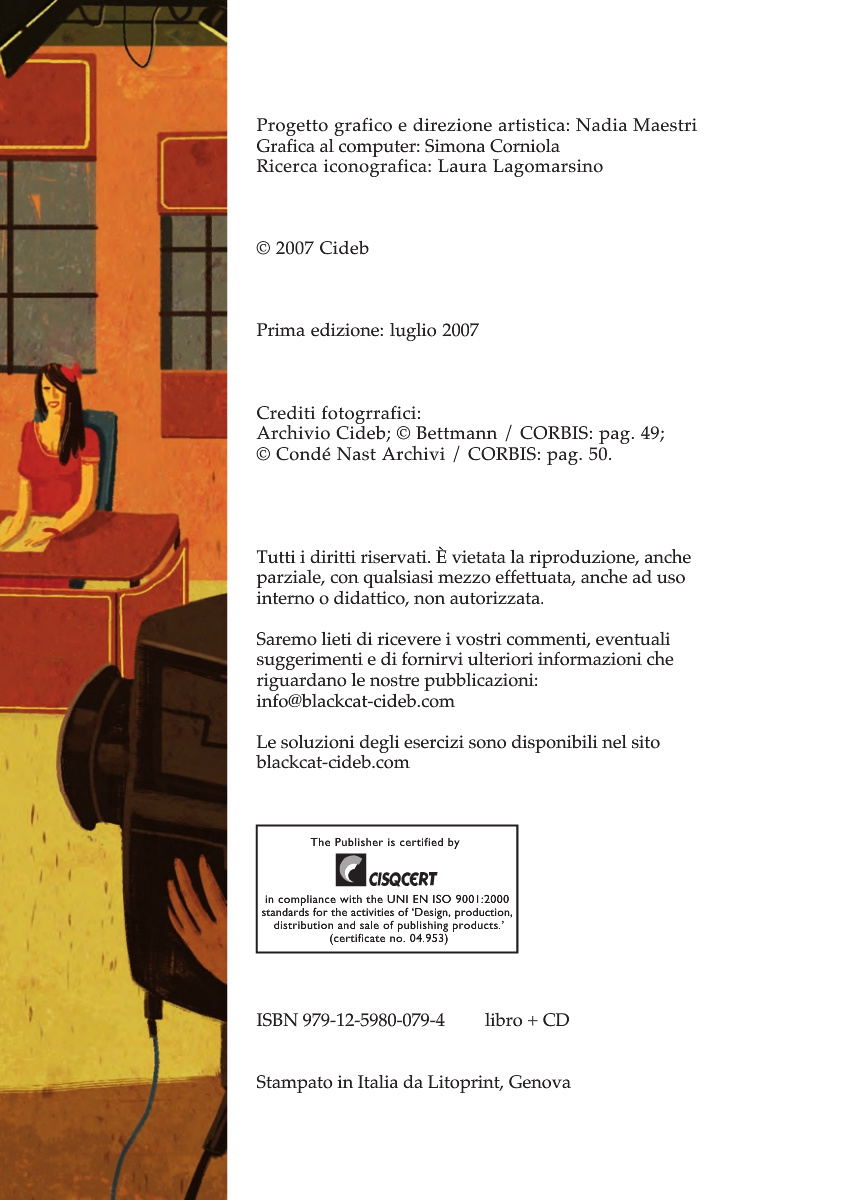 Progetto grafico e direzione artistica: Nadia Maestri
Grafica al computer: Simona Corniola
Ricerca iconografica: Laura Lagomarsino
© 2007 Cideb
Prima edizione: luglio 2007
Crediti fotogrrafici:
Archivio Cideb; © Bettmann / CORBIS: pag. 49;
© Condé Nast Archivi / CORBIS: pag. 50.
Tutti i diritti riservati. È vietata la riproduzione, anche
parziale, con qualsiasi mezzo effettuata, anche ad uso
interno o didattico, non autorizzata.
Saremo lieti di ricevere i vostri commenti, eventuali
suggerimenti e di fornirvi ulteriori informazioni che
riguardano le nostre pubblicazioni:
info@blackcat-cideb.com
Le soluzioni degli esercizi sono disponibili nel sito
blackcat-cideb.com
The Publisher is certified by
CISQCERT
in compliance with the UNI EN ISO 9001:2000
standards for the activities of ‘Design, production,
distribution and sale of publishing products.’
(certificate no. 04.953)
ISBN 979-12-5980-079-4 libro + CD
Stampato in Italia da Litoprint, Genova